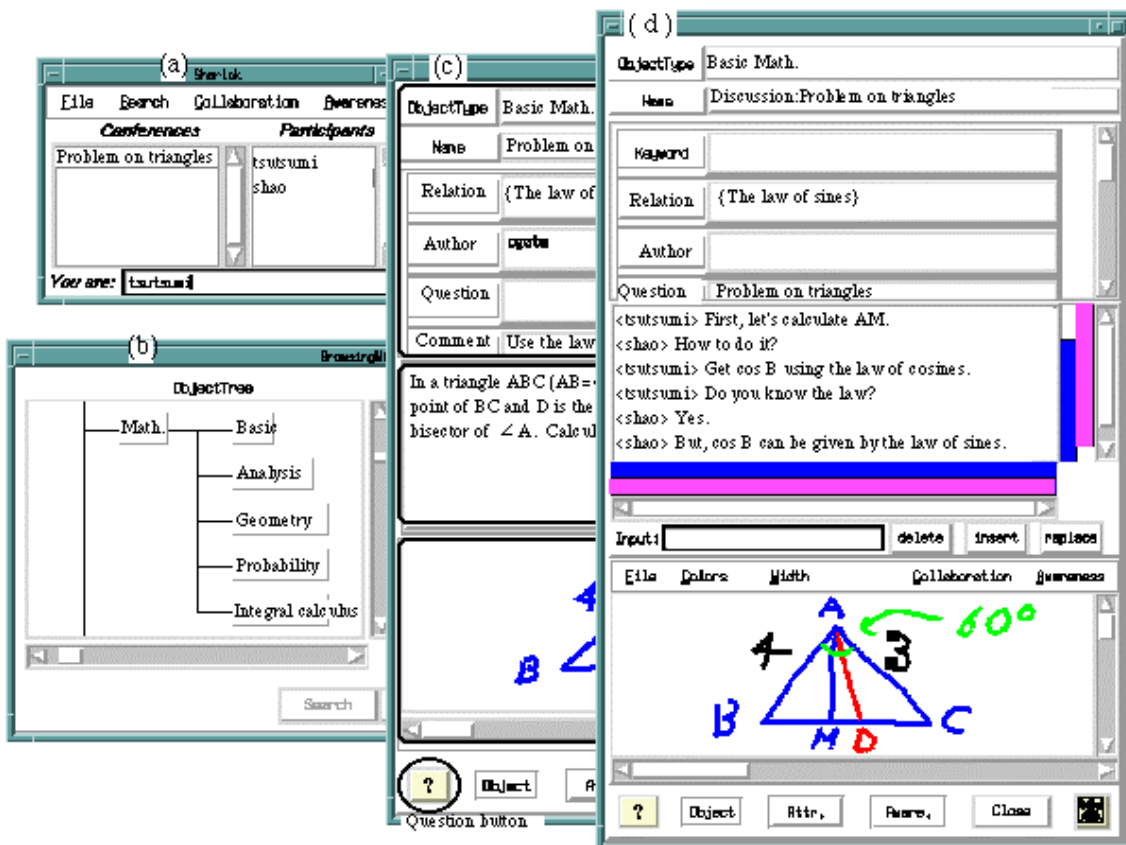 (a)
Sherlok
File Search Collaboration Awareness
Conferences Participants
Problem on triangles
tsutsumi
shao
You are: tsutsumi
(b)
ObjectTree
Math.
Basic
Analysis
Geometry
Probability
Integral calculus
Search
(c)
ObjectType Basic Math.
Name Problem on
Relation {The law of
Author
Question
Comment Use the law
In a triangle ABC (AB=
point of BC and D is the
bisector of ∠A. Calcul
B
?
Object
Question button
(d)
ObjectType Basic Math.
Name Discussion:Problem on triangles
Keyword
Relation {The law of sines}
Author
Question Problem on triangles
<tsutsumi> First, let's calculate AM.
<shao> How to do it?
<tsutsumi> Get cos B using the law of cosines.
<tsutsumi> Do you know the law?
<shao> Yes.
<shao> But, cos B can be given by the law of sines.
Input: delete insert replace
File Colors Width Collaboration Awareness
A 60°
4 3
B M D C
? Object Attr. Aware. Close